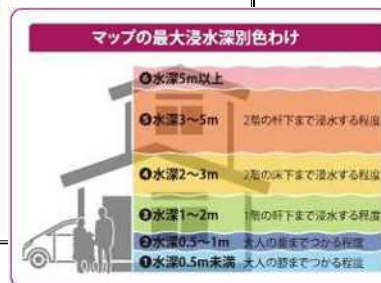 マップの最大浸水深別色わけ
❻水深5m以上
❺水深3～5m 2階の軒下まで浸水する程度
❹水深2～3m 2階の床下まで浸水する程度
❸水深1～2m 1階の軒下まで浸水する程度
❷水深0.5～1m 大人の腰までつかる程度
❶水深0.5m未満 大人の膝までつかる程度